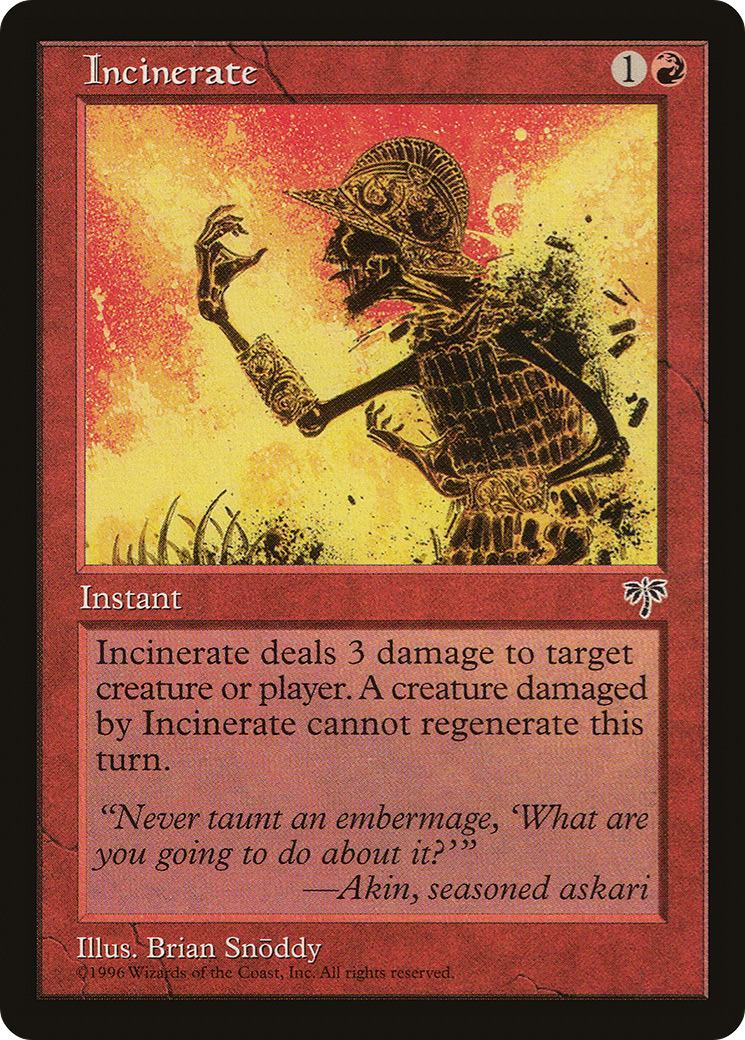 Incinerate 1
Instant
Incinerate deals 3 damage to target
creature or player. A creature damaged
by Incinerate cannot regenerate this
turn.
“Never taunt an embermage, ‘What are
you going to do about it?’”
—Akin, seasoned askari
Illus. Brian Snōddy
©1996 Wizards of the Coast, Inc. All rights reserved.